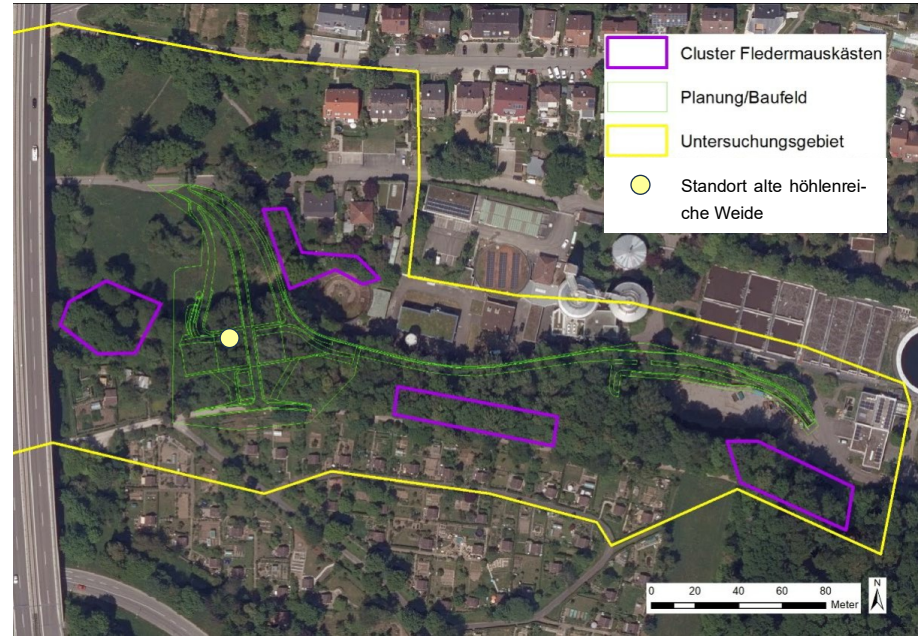 Cluster Fledermauskästen
Planung/Baufeld
Untersuchungsgebiet
Standort alte höhlenrei-
che Weide
0 20 40 60 80
Meter
N